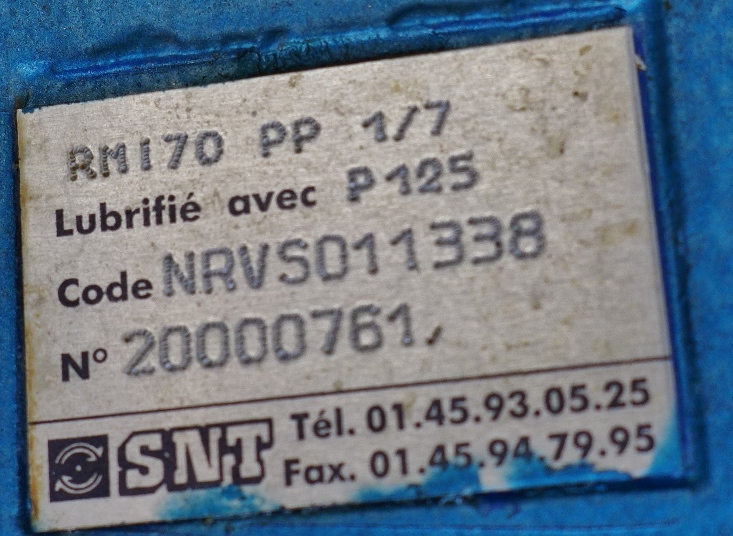 RMI70 PP 1/7
Lubrifié avec P125
Code NRVS011338
N° 20000761,
SNT Tél. 01.45.93.05.25
Fax. 01.45.94.79.95